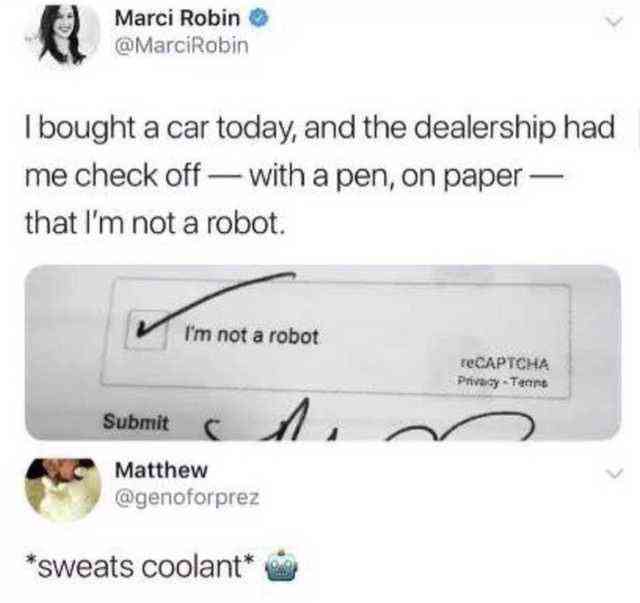 Marci Robin
@MarciRobin
I bought a car today, and the dealership had
me check off — with a pen, on paper —
that I'm not a robot.
I'm not a robot
reCAPTCHA
Privacy - Terms
Submit
Matthew
@genoforprez
*sweats coolant* 🤖